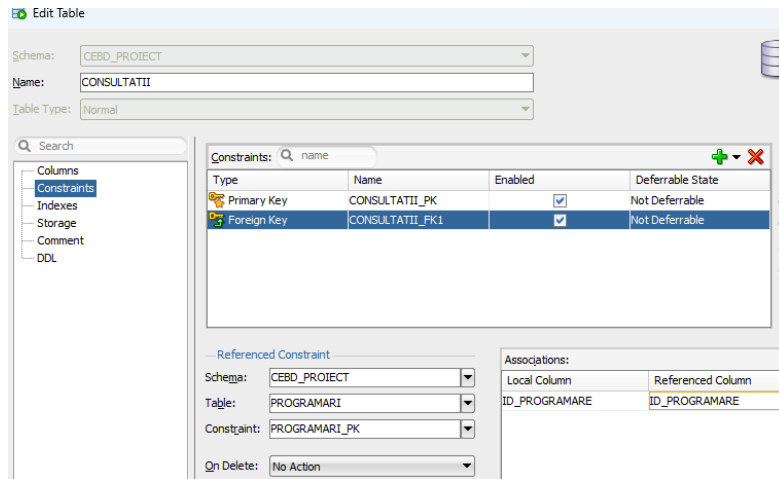 Edit Table
Schema: CEBD_PROIECT
Name: CONSULTATII
Table Type: Normal
Search
Columns
Constraints
Indexes
Storage
Comment
DDL
Constraints: name
Type Name Enabled Deferrable State
Primary Key CONSULTATII_PK Not Deferrable
Foreign Key CONSULTATII_FK1 Not Deferrable
Referenced Constraint
Schema: CEBD_PROIECT
Table: PROGRAMARI
Constraint: PROGRAMARI_PK
On Delete: No Action
Associations:
Local Column Referenced Column
ID_PROGRAMARE ID_PROGRAMARE